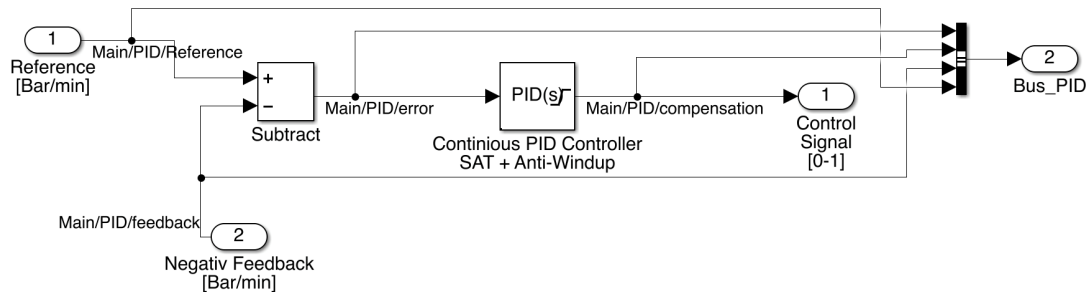 1
Reference
[Bar/min]
Main/PID/Reference
+
−
Subtract
Main/PID/error
PID(s)
Continious PID Controller
SAT + Anti-Windup
Main/PID/compensation
1
Control
Signal
[0-1]
2
Bus_PID
Main/PID/feedback
2
Negativ Feedback
[Bar/min]